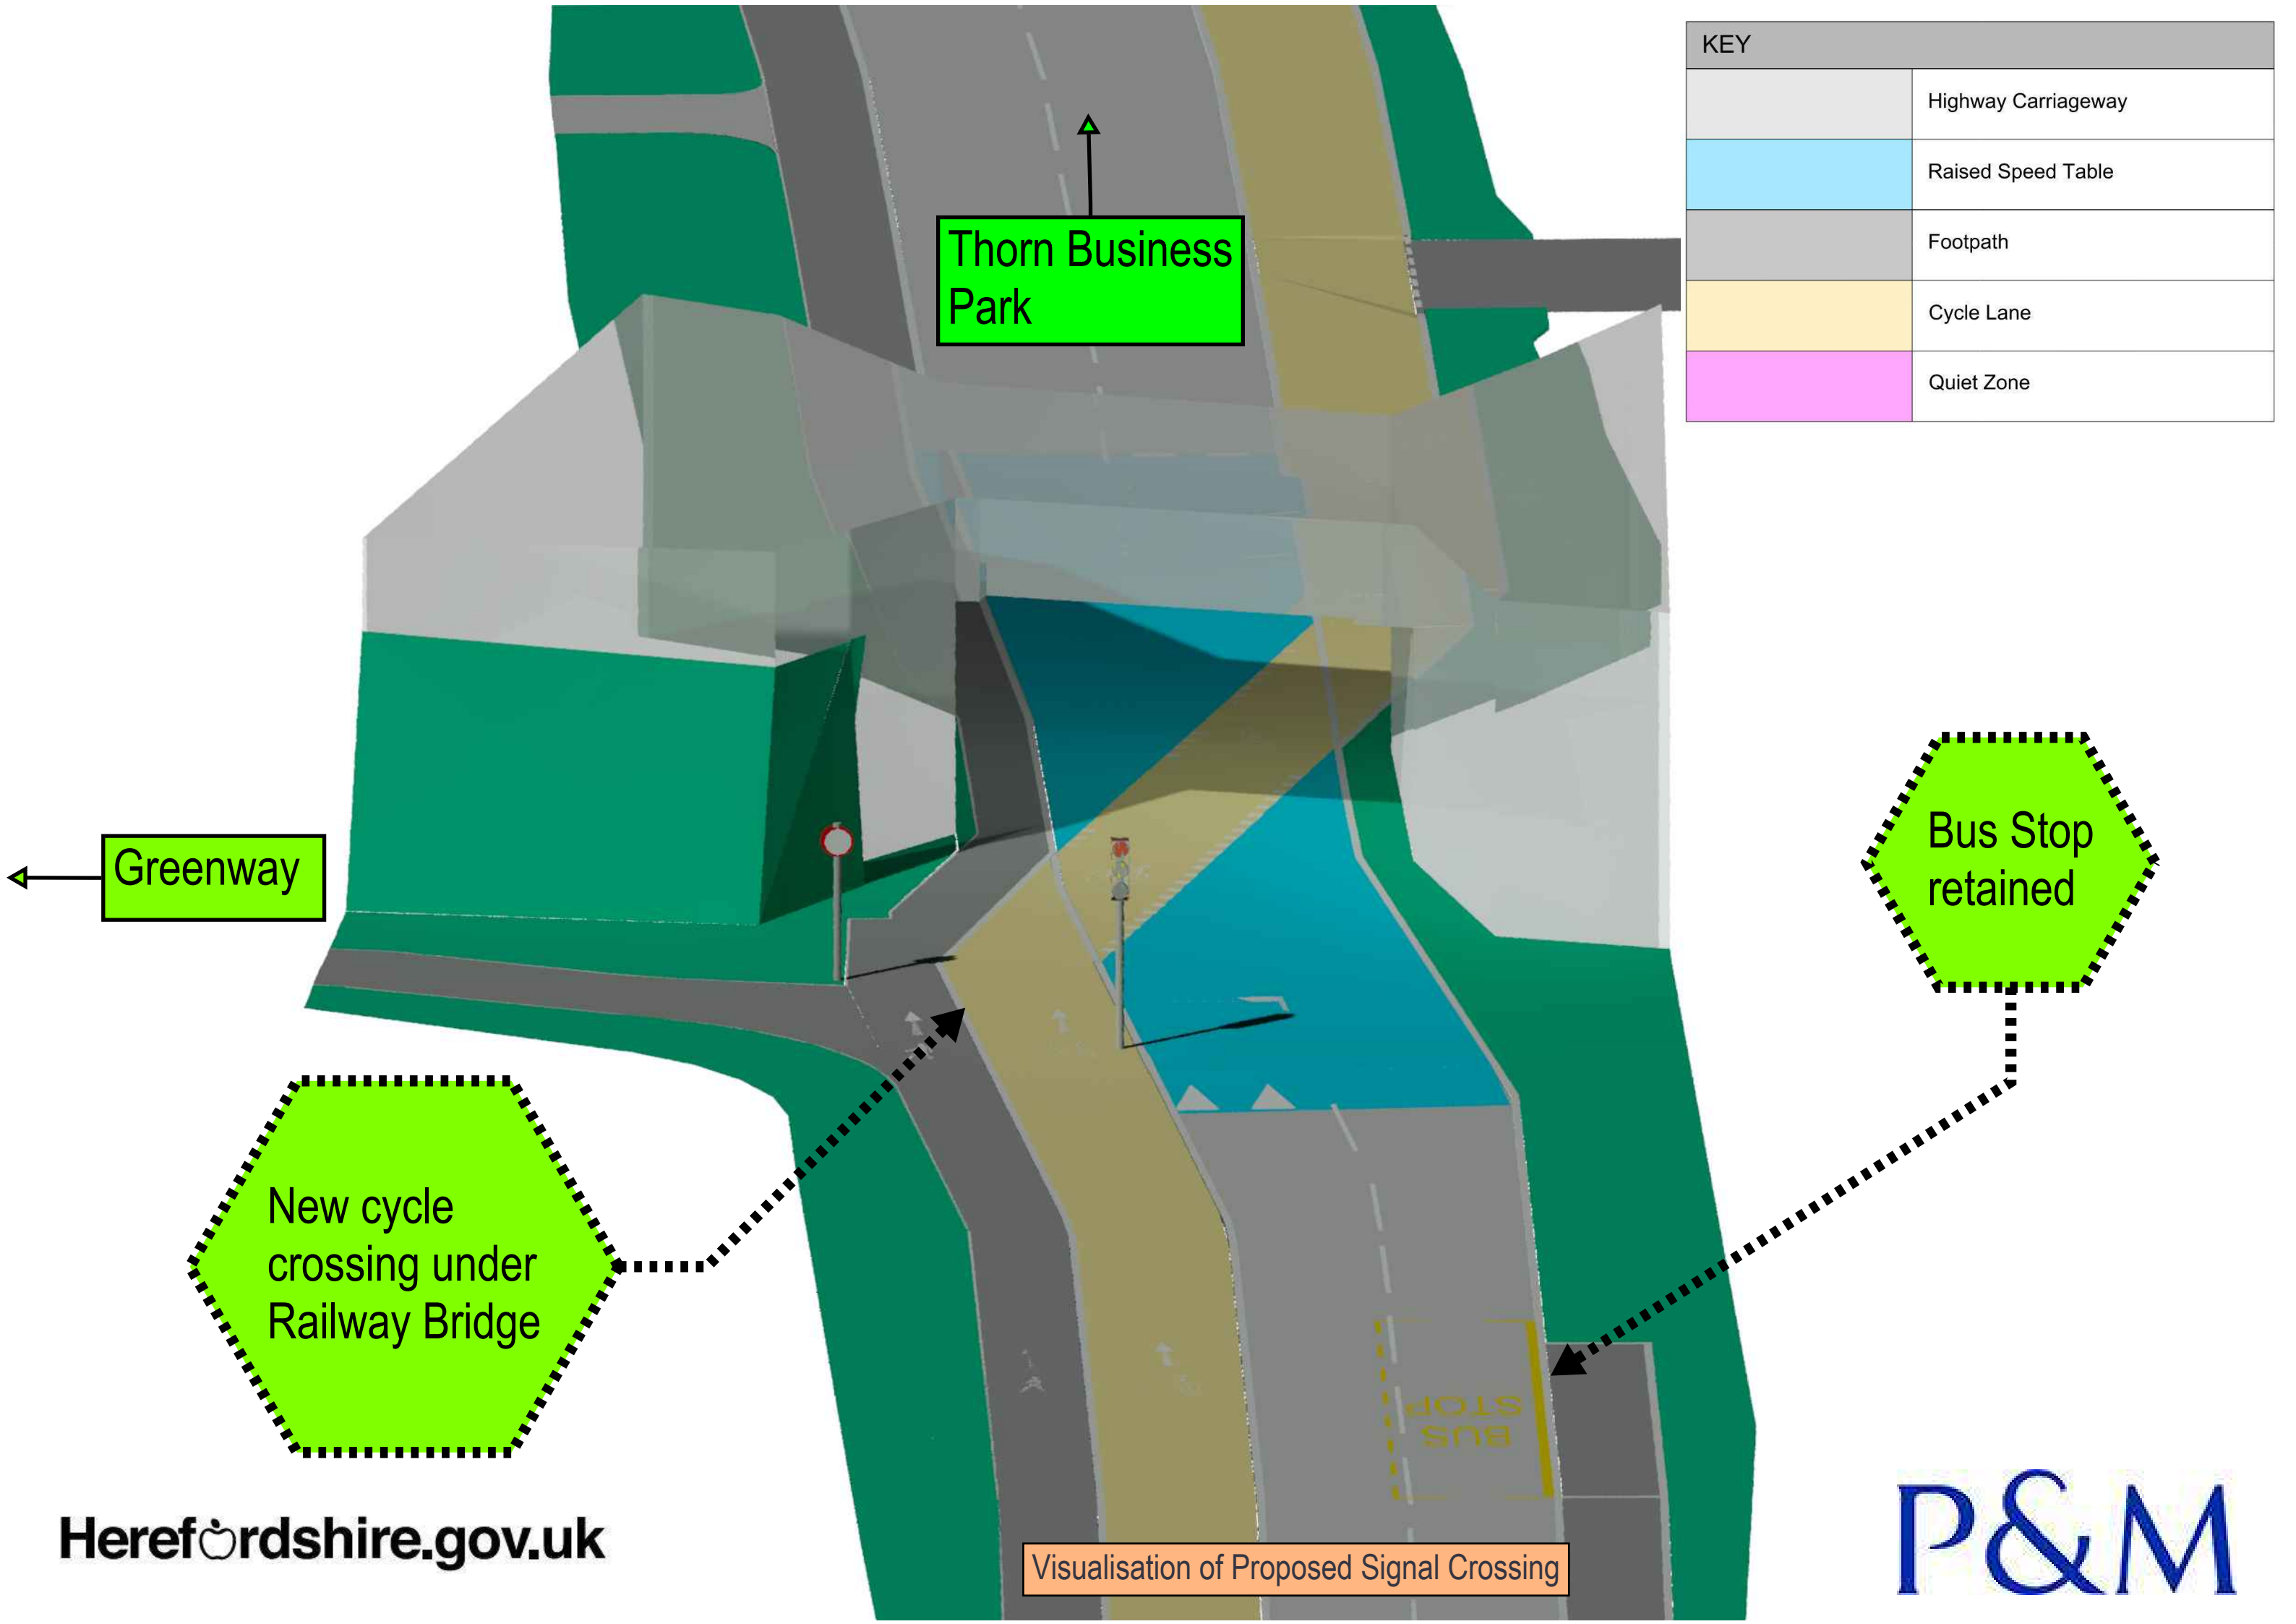 KEY
Highway Carriageway
Raised Speed Table
Footpath
Cycle Lane
Quiet Zone
Thorn Business
Park
Greenway
Bus Stop
retained
New cycle
crossing under
Railway Bridge
BUS
STOP
Herefordshire.gov.uk
Visualisation of Proposed Signal Crossing
P&M